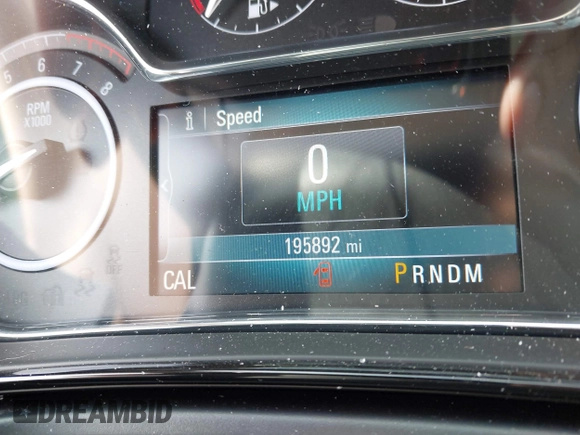 5 6 7 8
RPM
X1000
i Speed
0
MPH
195892 mi
CAL PRNDM
DREAMBID